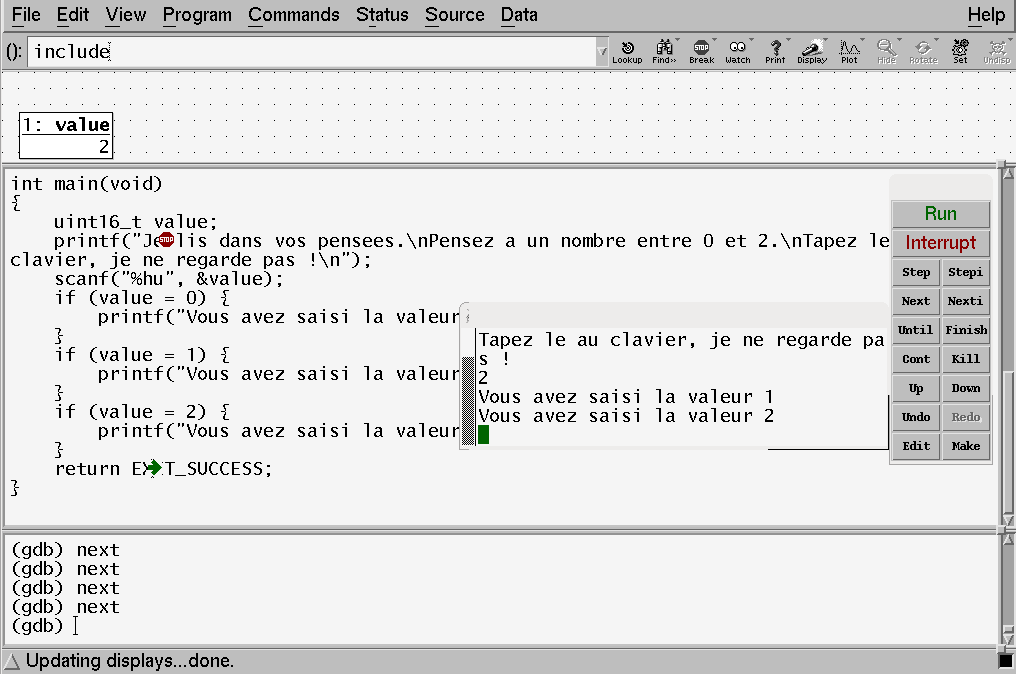 File Edit View Program Commands Status Source Data Help
(): include
Lookup Find» Break Watch Print Display Plot Hide Rotate Set Undisp
1: value
2
int main(void)
{
uint16_t value;
printf("Je lis dans vos pensees.\nPensez a un nombre entre 0 et 2.\nTapez le
clavier, je ne regarde pas !\n");
scanf("%hu", &value);
if (value = 0) {
printf("Vous avez saisi la valeur
}
if (value = 1) {
printf("Vous avez saisi la valeur
}
if (value = 2) {
printf("Vous avez saisi la valeur
}
return EXIT_SUCCESS;
}
STOP
Tapez le au clavier, je ne regarde pa
s !
2
Vous avez saisi la valeur 1
Vous avez saisi la valeur 2
Run
Interrupt
Step Stepi
Next Nexti
Until Finish
Cont Kill
Up Down
Undo Redo
Edit Make
(gdb) next
(gdb) next
(gdb) next
(gdb) next
(gdb)
Updating displays...done.